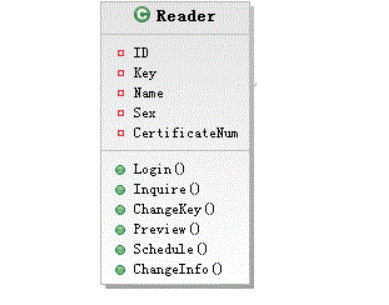 C Reader
ID
Key
Name
Sex
CertificateNum
Login()
Inquire()
ChangeKey()
Preview()
Schedule()
ChangeInfo()